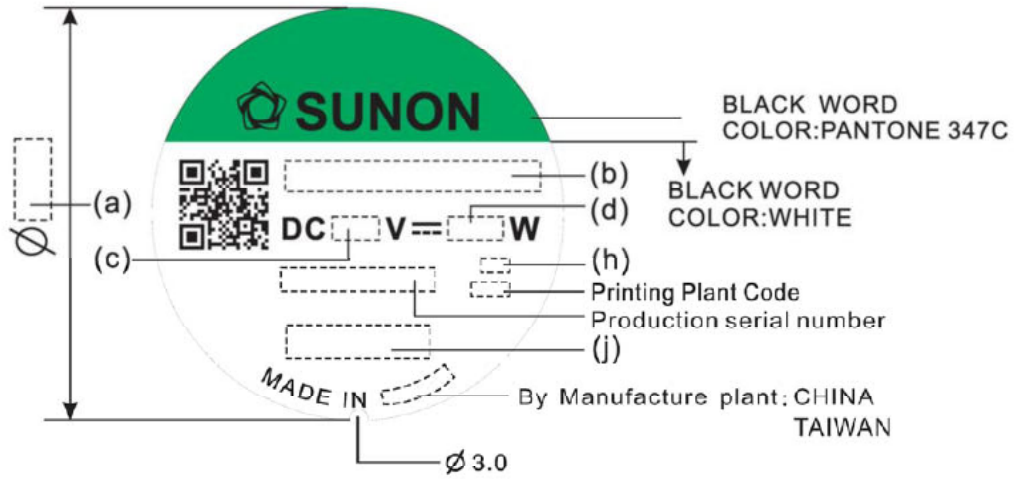 SUNON
BLACK WORD
COLOR:PANTONE 347C
BLACK WORD
COLOR:WHITE
(a)
(b)
DC V W
(d)
(c)
(h)
Printing Plant Code
Production serial number
(j)
MADE IN
By Manufacture plant: CHINA
TAIWAN
Ø
Ø 3.0